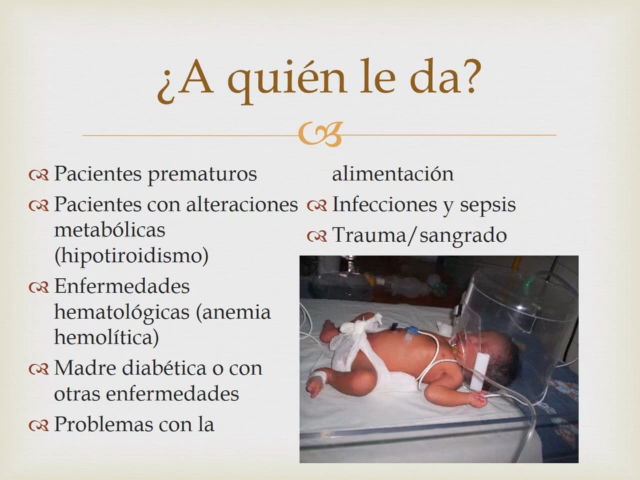 ¿A quién le da?
Pacientes prematuros
Pacientes con alteraciones
metabólicas
(hipotiroidismo)
Enfermedades
hematológicas (anemia
hemolítica)
Madre diabética o con
otras enfermedades
Problemas con la
alimentación
Infecciones y sepsis
Trauma/sangrado